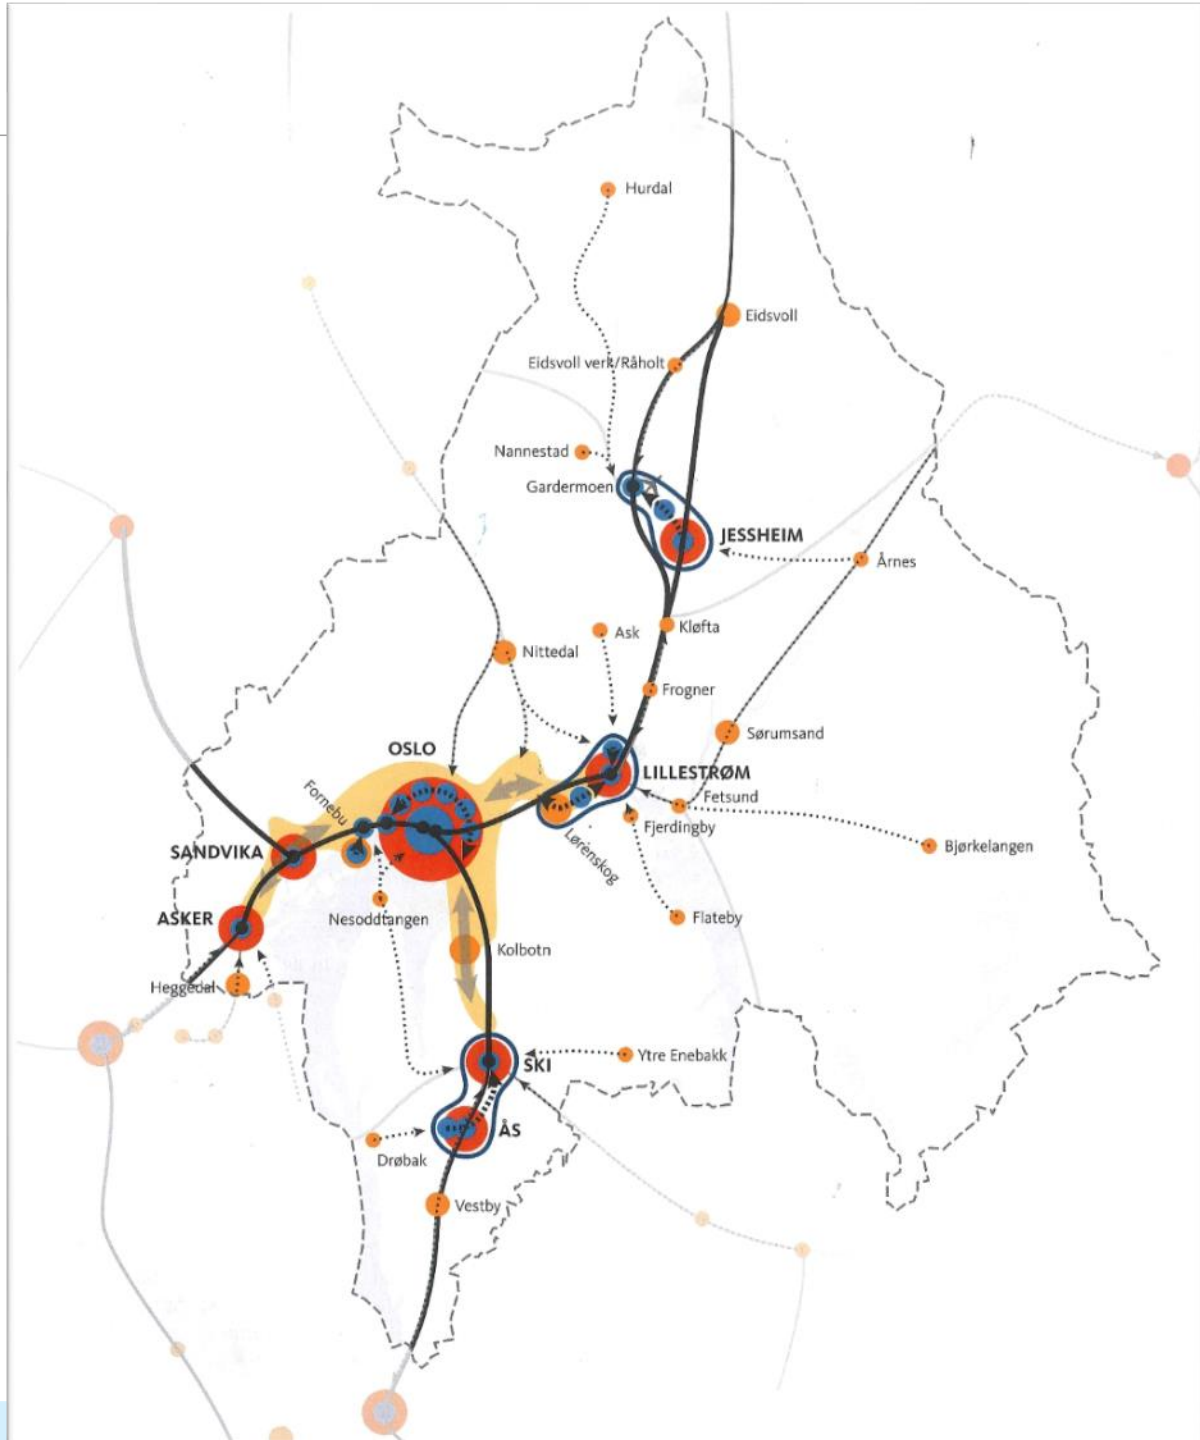 Hurdal
Eidsvoll
Eidsvoll verk/Råholt
Nannestad
Gardermoen
JESSHEIM
Årnes
Ask
Kløfta
Nittedal
Frogner
Sørumsand
OSLO
LILLESTRØM
Fornebu
Fetsund
Fjerdingby
Lørenskog
Bjørkelangen
SANDVIKA
ASKER
Nesoddtangen
Flateby
Kolbotn
Heggedal
Ytre Enebakk
SKI
ÅS
Drøbak
Vestby